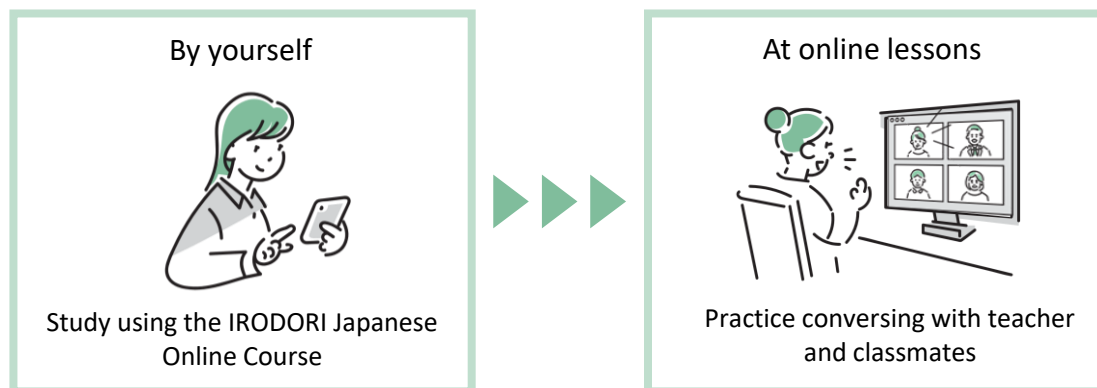 By yourself
Study using the IRODORI Japanese
Online Course
At online lessons
Practice conversing with teacher
and classmates